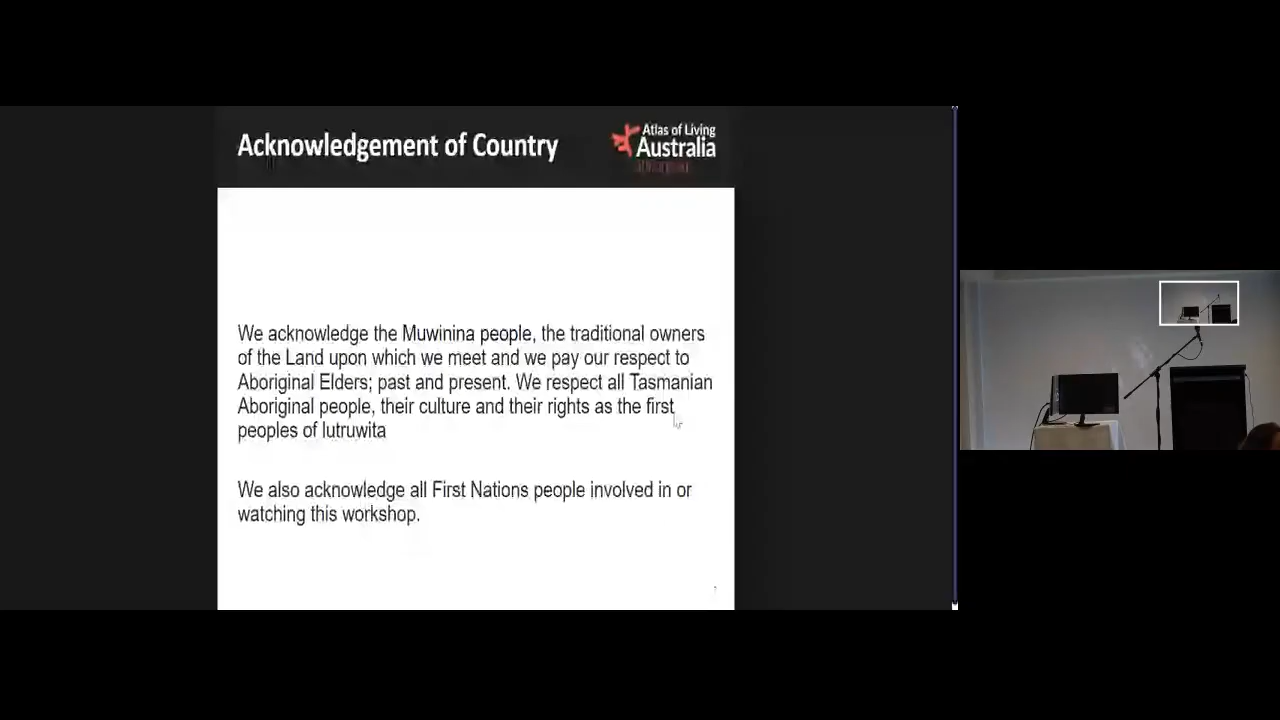 Acknowledgement of Country
Atlas of Living
Australia
We acknowledge the Muwinina people, the traditional owners
of the Land upon which we meet and we pay our respect to
Aboriginal Elders; past and present. We respect all Tasmanian
Aboriginal people, their culture and their rights as the first
peoples of lutruwita
We also acknowledge all First Nations people involved in or
watching this workshop.